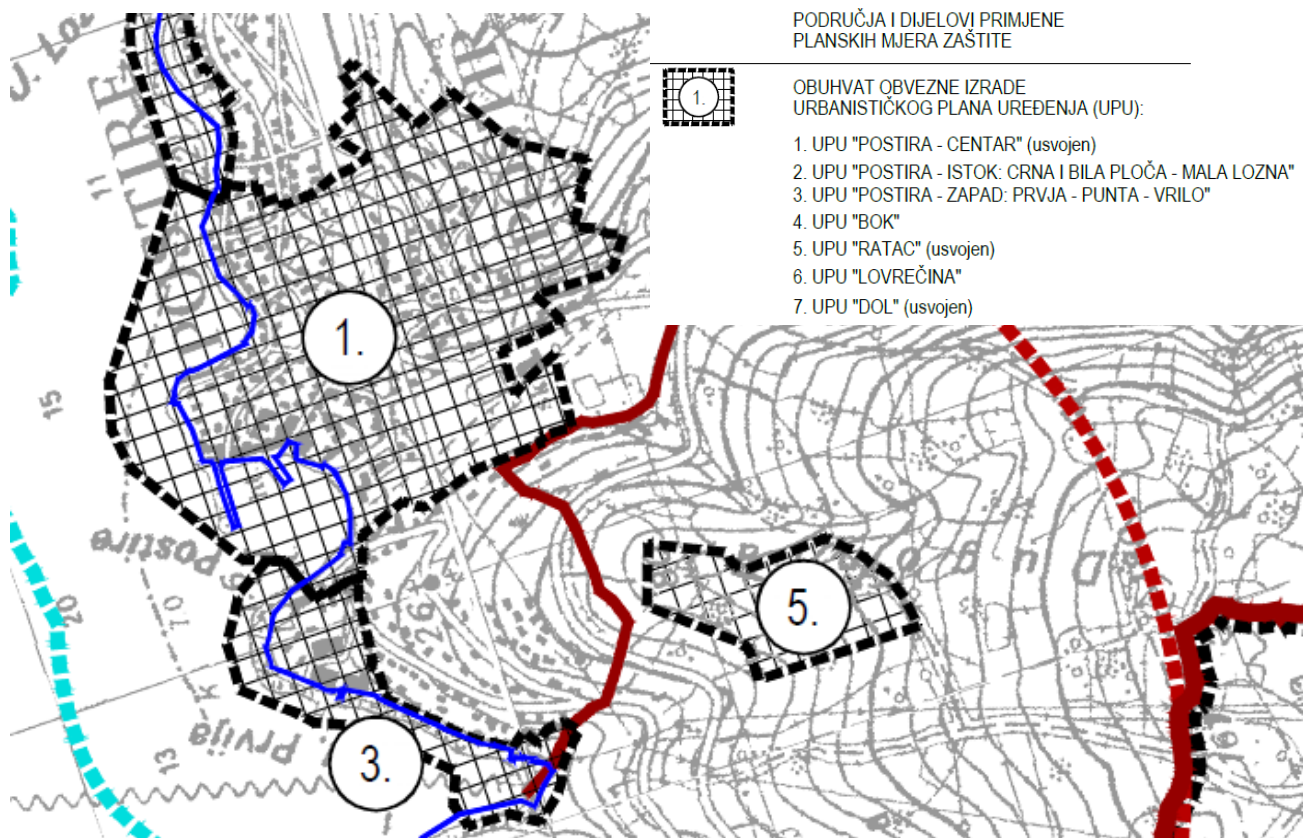 PODRUČJA I DIJELOVI PRIMJENE
PLANSKIH MJERA ZAŠTITE
1.
OBUHVAT OBVEZNE IZRADE
URBANISTIČKOG PLANA UREĐENJA (UPU):
1. UPU "POSTIRA - CENTAR" (usvojen)
2. UPU "POSTIRA - ISTOK: CRNA I BILA PLOČA - MALA LOZNA"
3. UPU "POSTIRA - ZAPAD: PRVJA - PUNTA - VRILO"
4. UPU "BOK"
5. UPU "RATAC" (usvojen)
6. UPU "LOVREČINA"
7. UPU "DOL" (usvojen)
11
1.
15
Postire
20
10
26
5.
Prvija
13
3.